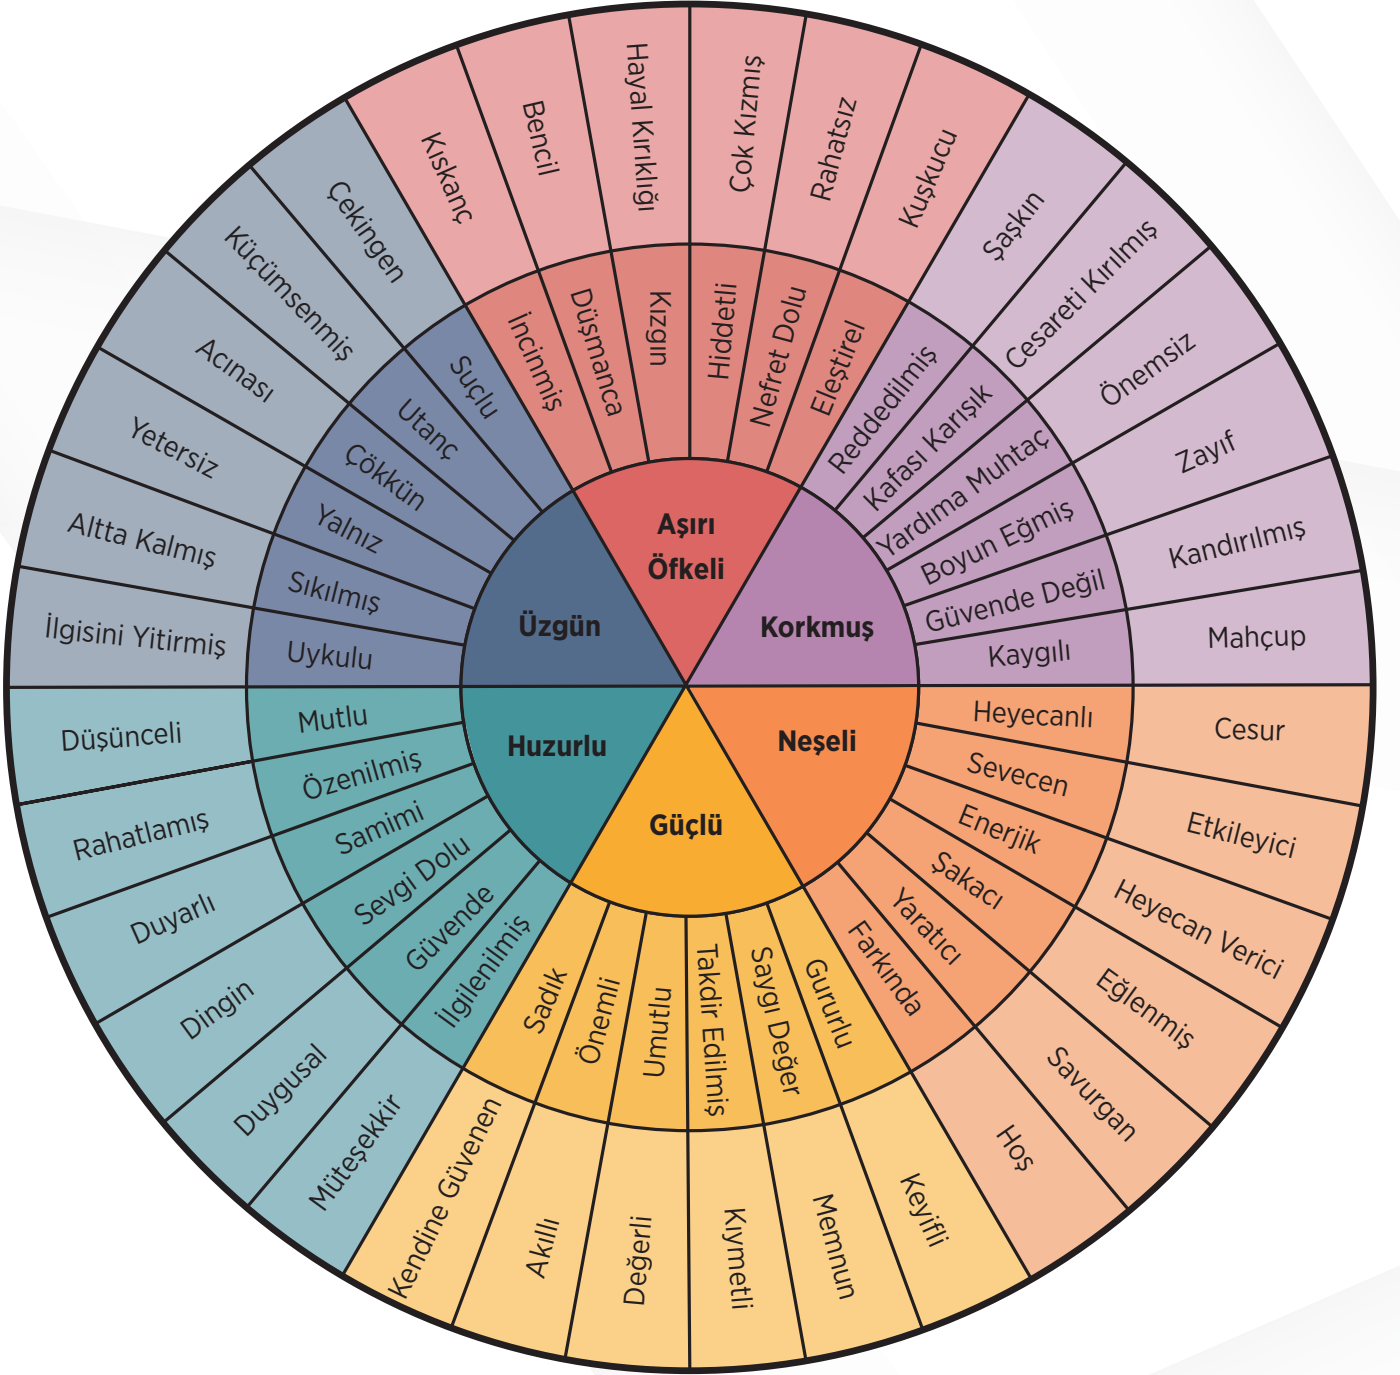 Aşırı
Öfkeli
Korkmuş
Neşeli
Güçlü
Huzurlu
Üzgün
İncinmiş
Düşmanca
Kızgın
Hiddetli
Nefret Dolu
Eleştirel
Reddedilmiş
Kafası Karışık
Yardıma Muhtaç
Boyun Eğmiş
Güvende Değil
Kaygılı
Heyecanlı
Sevecen
Enerjik
Şakacı
Yaratıcı
Farkında
Gururlu
Saygı Değer
Takdir Edilmiş
Umutlu
Önemli
Sadık
İlgilenilmiş
Güvende
Sevgi Dolu
Samimi
Özenilmiş
Mutlu
Uykulu
Sıkılmış
Yalnız
Çökkün
Utanç
Suçlu
Kıskanç
Bencil
Hayal Kırıklığı
Çok Kızmış
Rahatsız
Kuşkucu
Şaşkın
Cesareti Kırılmış
Önemsiz
Zayıf
Kandırılmış
Mahçup
Cesur
Etkileyici
Heyecan Verici
Eğlenmiş
Savurgan
Hoş
Keyifli
Memnun
Kıymetli
Değerli
Akıllı
Kendine Güvenen
Müteşekkir
Duygusal
Dingin
Duyarlı
Rahatlamış
Düşünceli
İlgisini Yitirmiş
Altta Kalmış
Yetersiz
Acınası
Küçümsenmiş
Çekingen